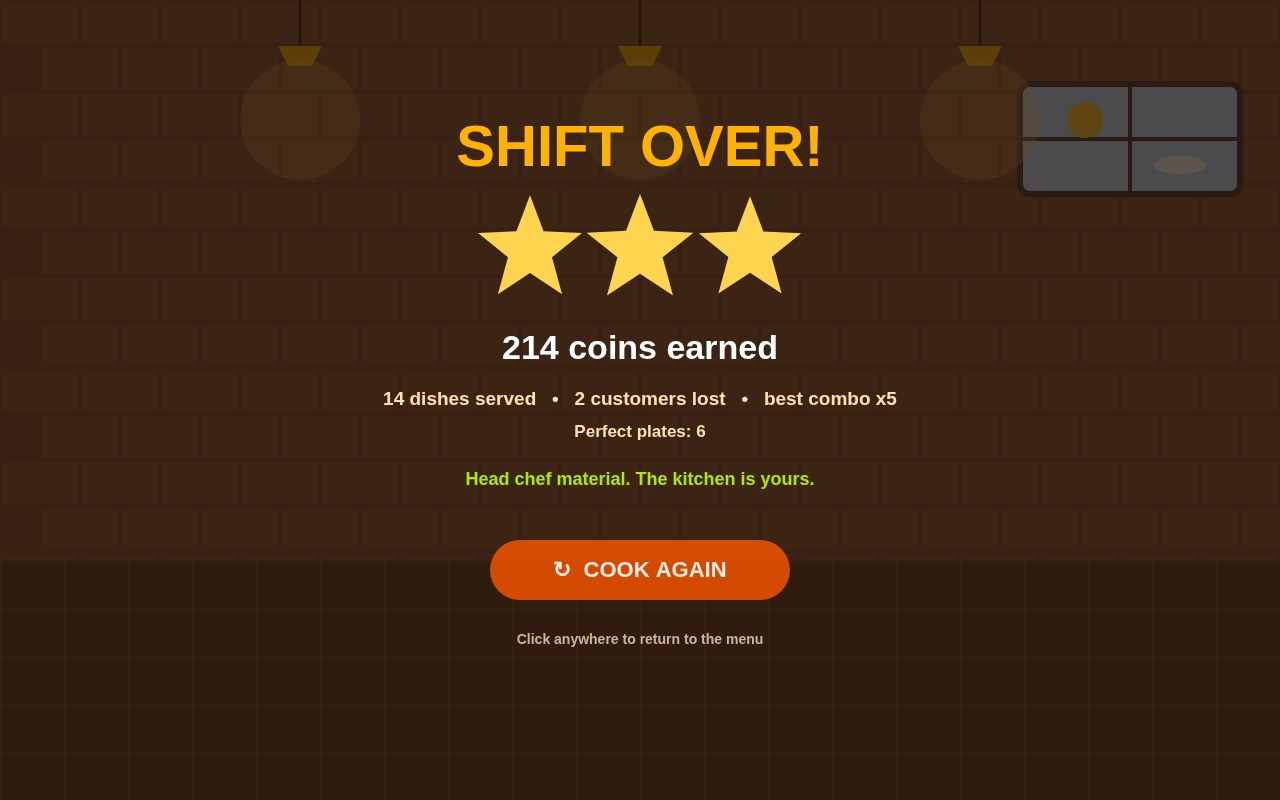 SHIFT OVER!
214 coins earned
14 dishes served • 2 customers lost • best combo x5
Perfect plates: 6
Head chef material. The kitchen is yours.
↻ COOK AGAIN
Click anywhere to return to the menu